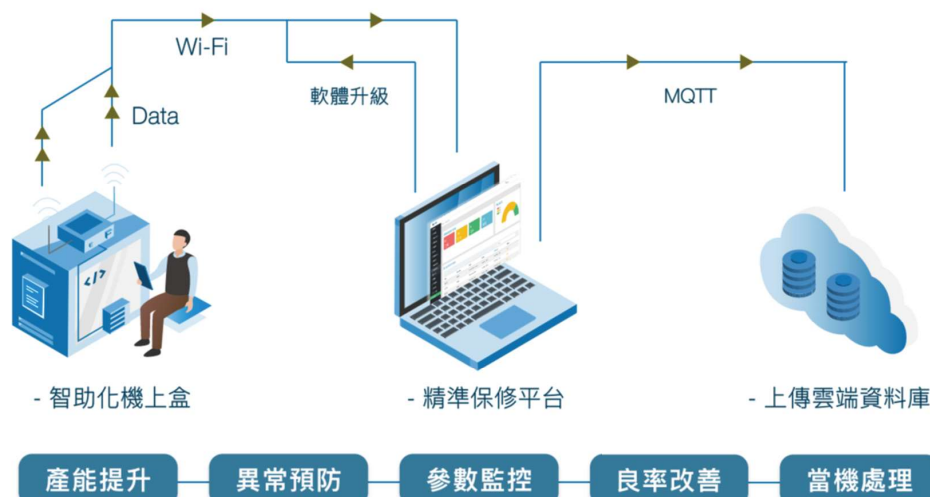 Wi-Fi
軟體升級
MQTT
Data
</>
- 智助化機上盒
- 精準保修平台
- 上傳雲端資料庫
產能提升
異常預防
參數監控
良率改善
當機處理